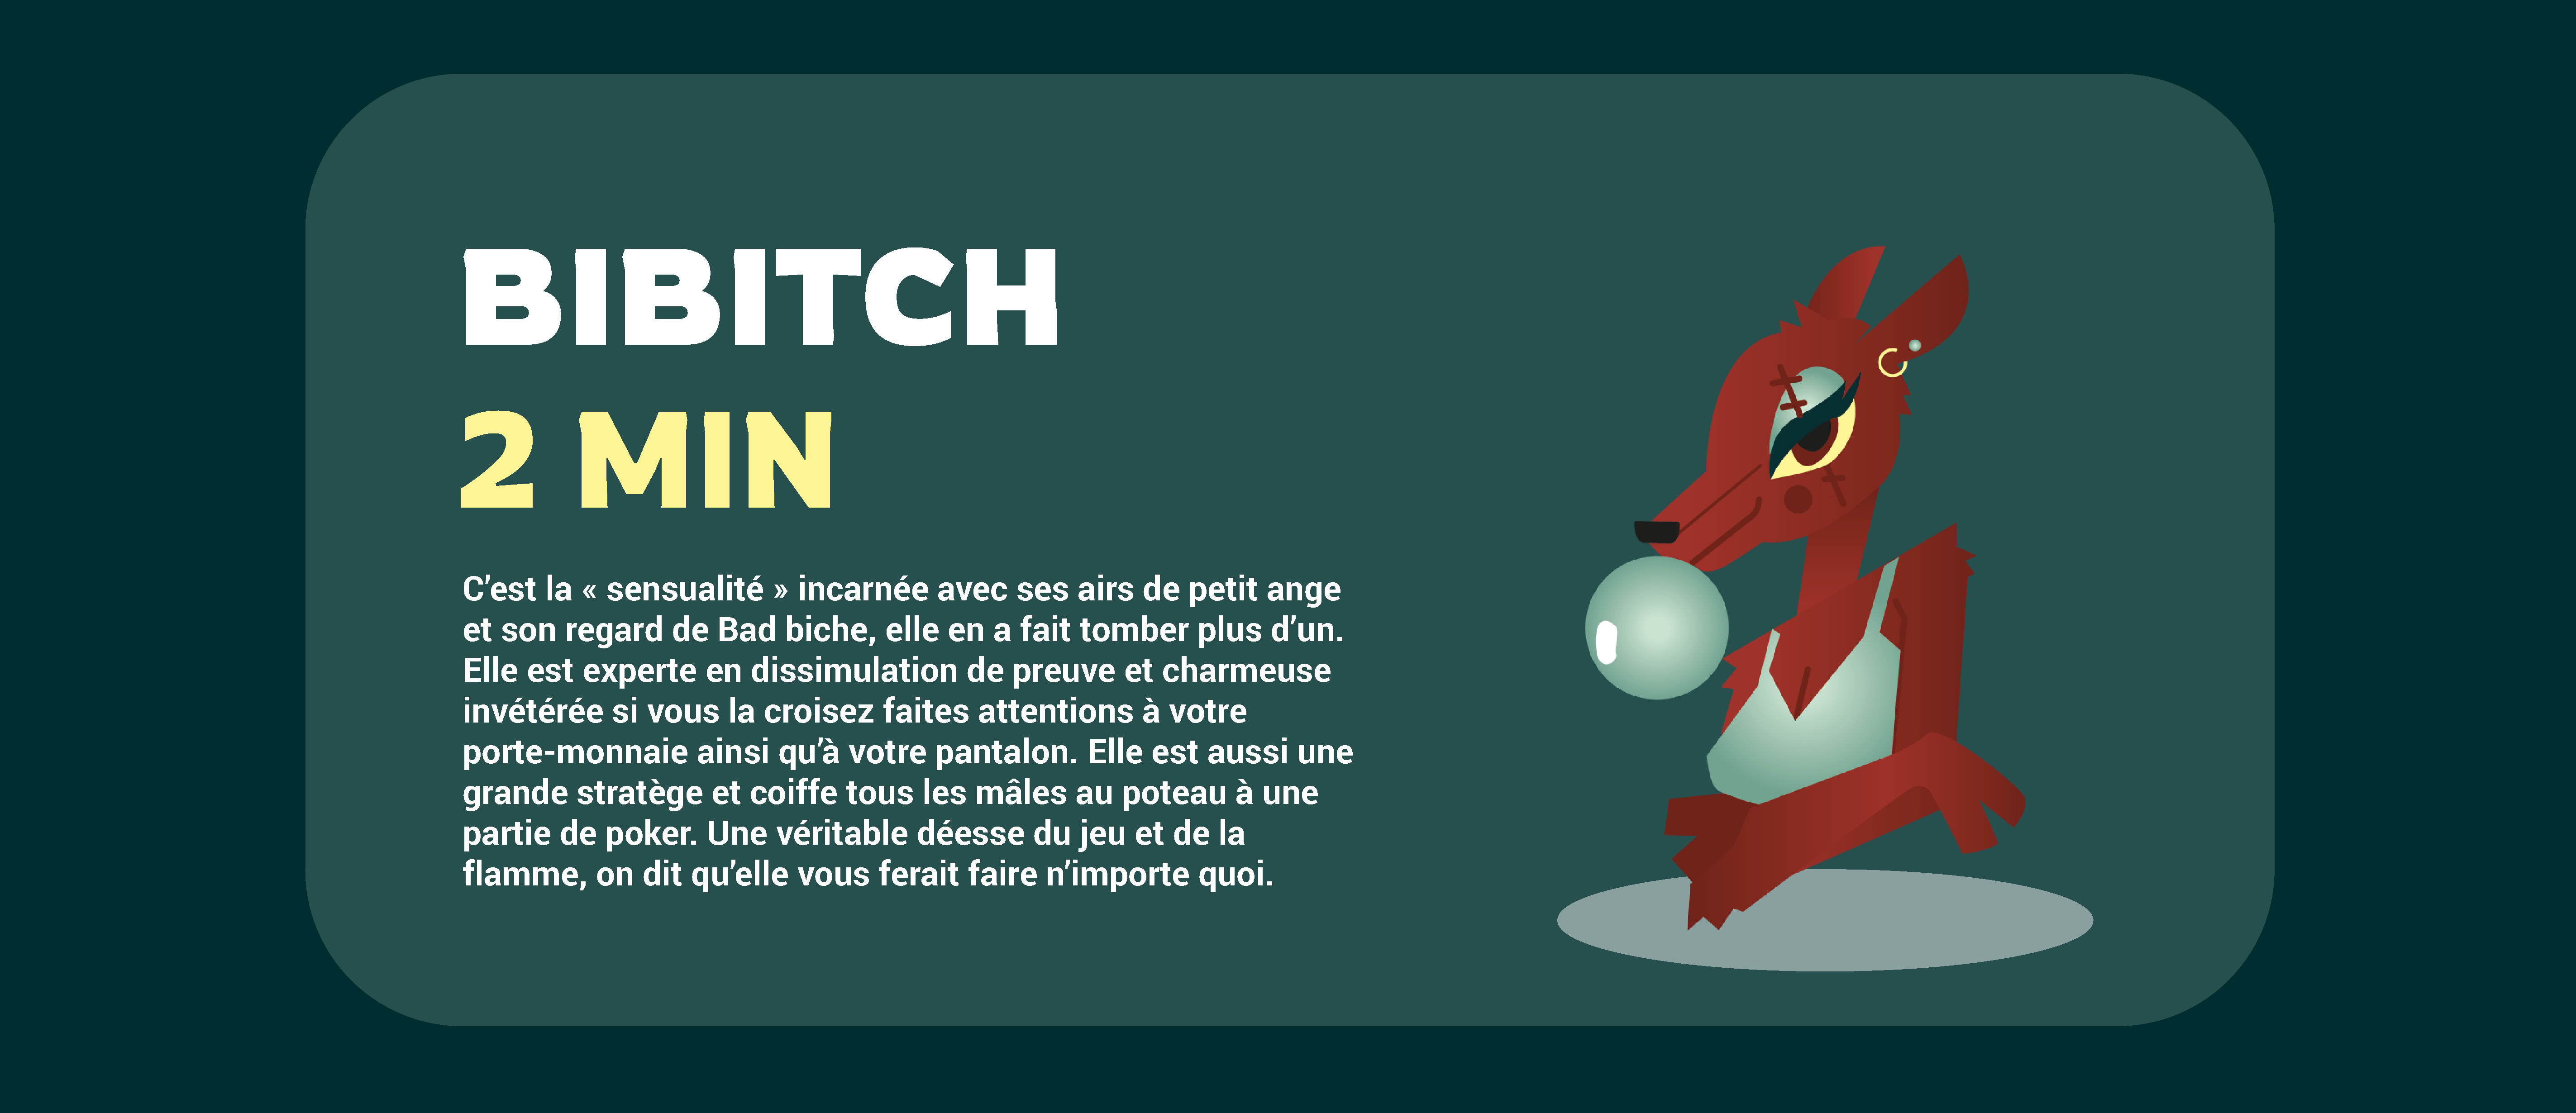 BIBITCH
2 MIN
C’est la « sensualité » incarnée avec ses airs de petit ange
et son regard de Bad biche, elle en a fait tomber plus d’un.
Elle est experte en dissimulation de preuve et charmeuse
invétérée si vous la croisez faites attentions à votre
porte-monnaie ainsi qu’à votre pantalon. Elle est aussi une
grande stratège et coiffe tous les mâles au poteau à une
partie de poker. Une véritable déesse du jeu et de la
flamme, on dit qu’elle vous ferait faire n’importe quoi.